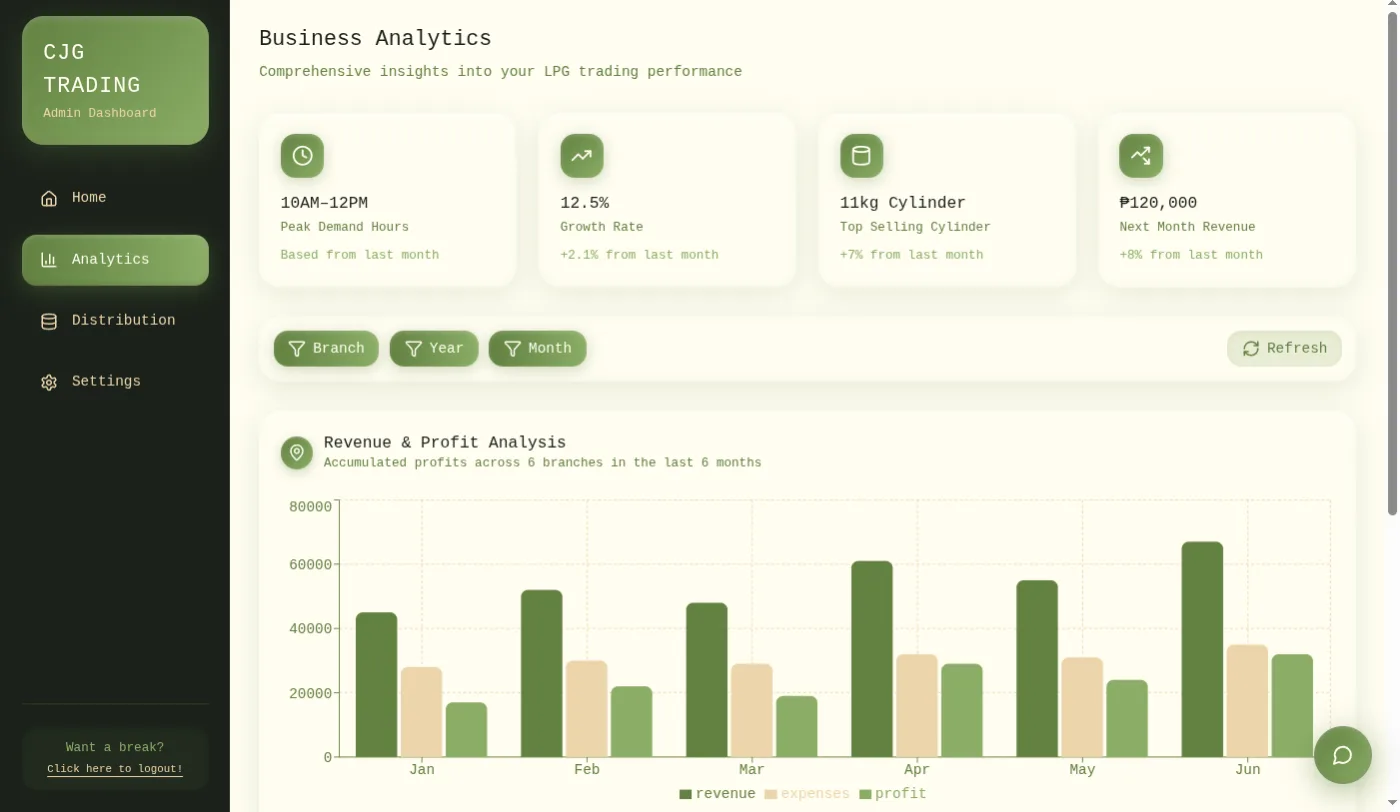 CJG
TRADING
Admin Dashboard
Home
Analytics
Distribution
Settings
Want a break?
Click here to logout!
Business Analytics
Comprehensive insights into your LPG trading performance
10AM–12PM
Peak Demand Hours
Based from last month
12.5%
Growth Rate
+2.1% from last month
11kg Cylinder
Top Selling Cylinder
+7% from last month
₱120,000
Next Month Revenue
+8% from last month
Branch
Year
Month
Refresh
Revenue & Profit Analysis
Accumulated profits across 6 branches in the last 6 months
80000
60000
40000
20000
0
Jan Feb Mar Apr May Jun
revenue expenses profit